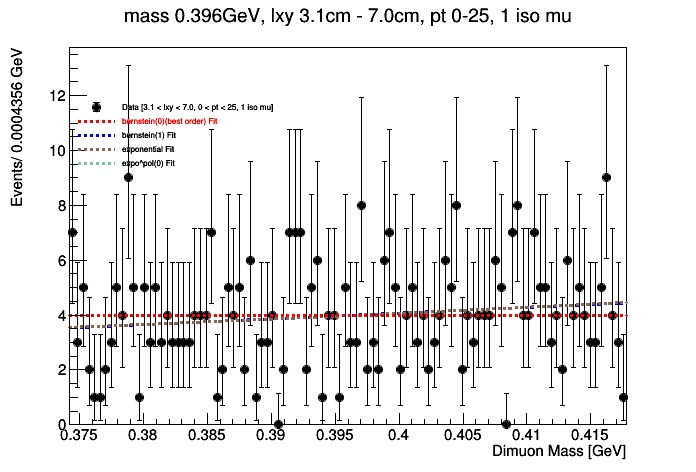 mass 0.396GeV, lxy 3.1cm - 7.0cm, pt 0-25, 1 iso mu
Events/ 0.0004356 GeV
Data [3.1 < lxy < 7.0, 0 < pt < 25, 1 iso mu]
bernstein(0)(best order) Fit
bernstein(1) Fit
exponential Fit
expo^pol(0) Fit
12
10
8
6
4
2
0
0.375 0.38 0.385 0.39 0.395 0.4 0.405 0.41 0.415
Dimuon Mass [GeV]